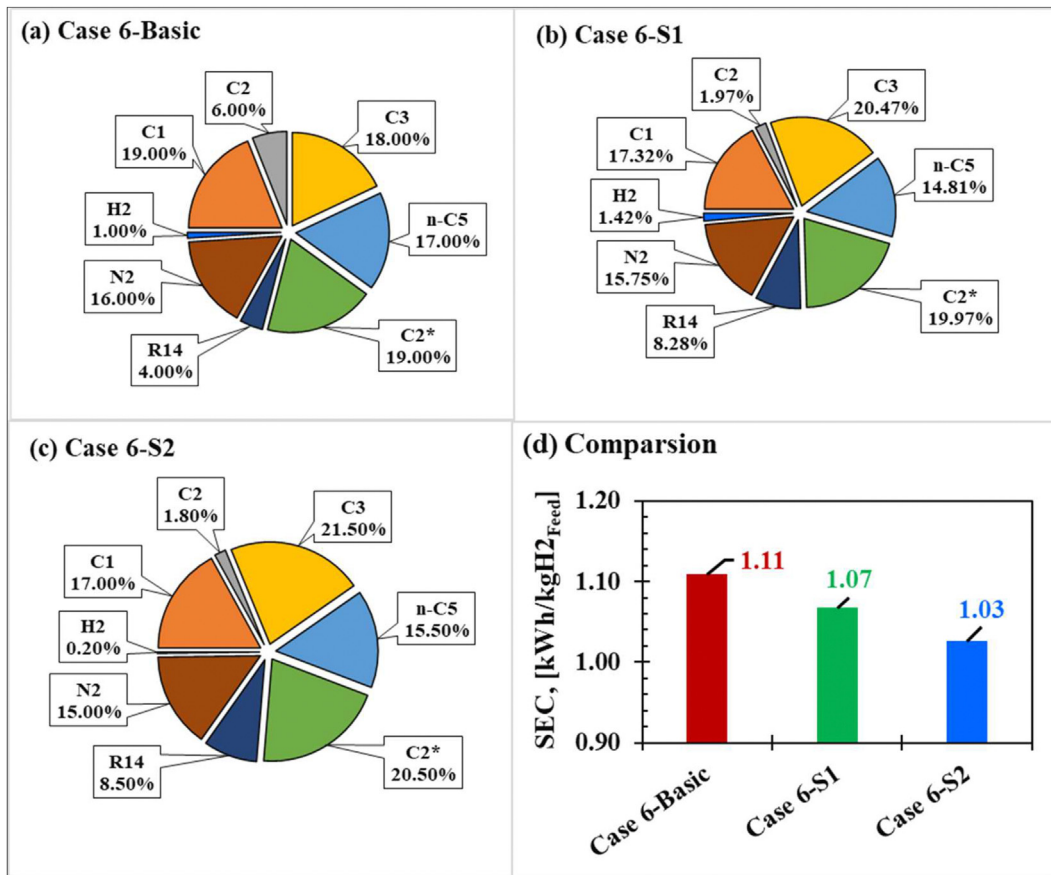 (a) Case 6-Basic
C2
6.00%
C3
18.00%
C1
19.00%
n-C5
17.00%
H2
1.00%
N2
16.00%
R14
4.00%
C2*
19.00%
(b) Case 6-S1
C2
1.97%
C3
20.47%
C1
17.32%
n-C5
14.81%
H2
1.42%
N2
15.75%
R14
8.28%
C2*
19.97%
(c) Case 6-S2
C2
1.80%
C3
21.50%
C1
17.00%
n-C5
15.50%
H2
0.20%
N2
15.00%
R14
8.50%
C2*
20.50%
(d) Comparsion
SEC, [kWh/kgH2Feed]
1.20
1.10
1.00
0.90
1.11
1.07
1.03
Case 6-Basic
Case 6-S1
Case 6-S2